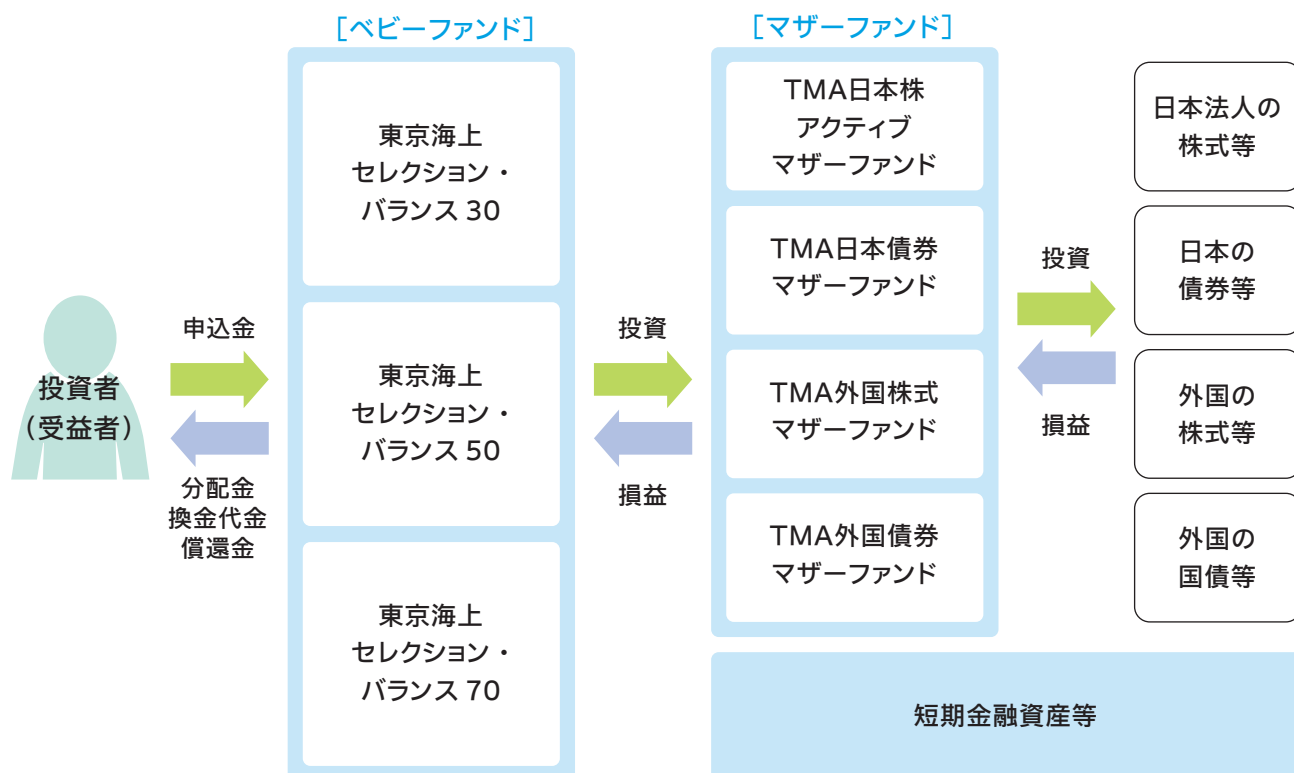 ［ベビーファンド］
東京海上
セレクション・
バランス 30
東京海上
セレクション・
バランス 50
東京海上
セレクション・
バランス 70
［マザーファンド］
TMA日本株
アクティブ
マザーファンド
TMA日本債券
マザーファンド
TMA外国株式
マザーファンド
TMA外国債券
マザーファンド
日本法人の
株式等
日本の
債券等
外国の
株式等
外国の
国債等
短期金融資産等
投資者
（受益者）
申込金
分配金
換金代金
償還金
投資
損益
投資
損益